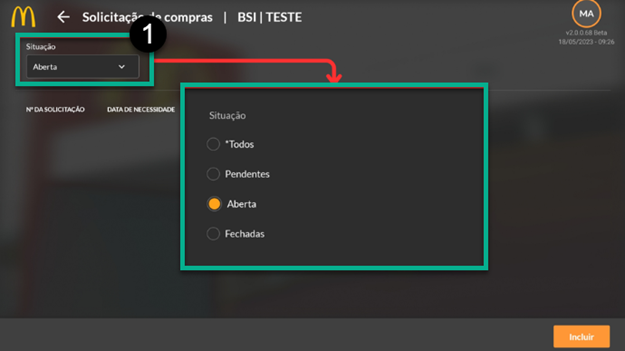 Solicitação de compras | BSI | TESTE
1
MA
v2.0.0.68 Beta
18/05/2023 - 09:26
Situação
Aberta
Nº DA SOLICITAÇÃO DATA DE NECESSIDADE
Situação
*Todos
Pendentes
Aberta
Fechadas
Incluir